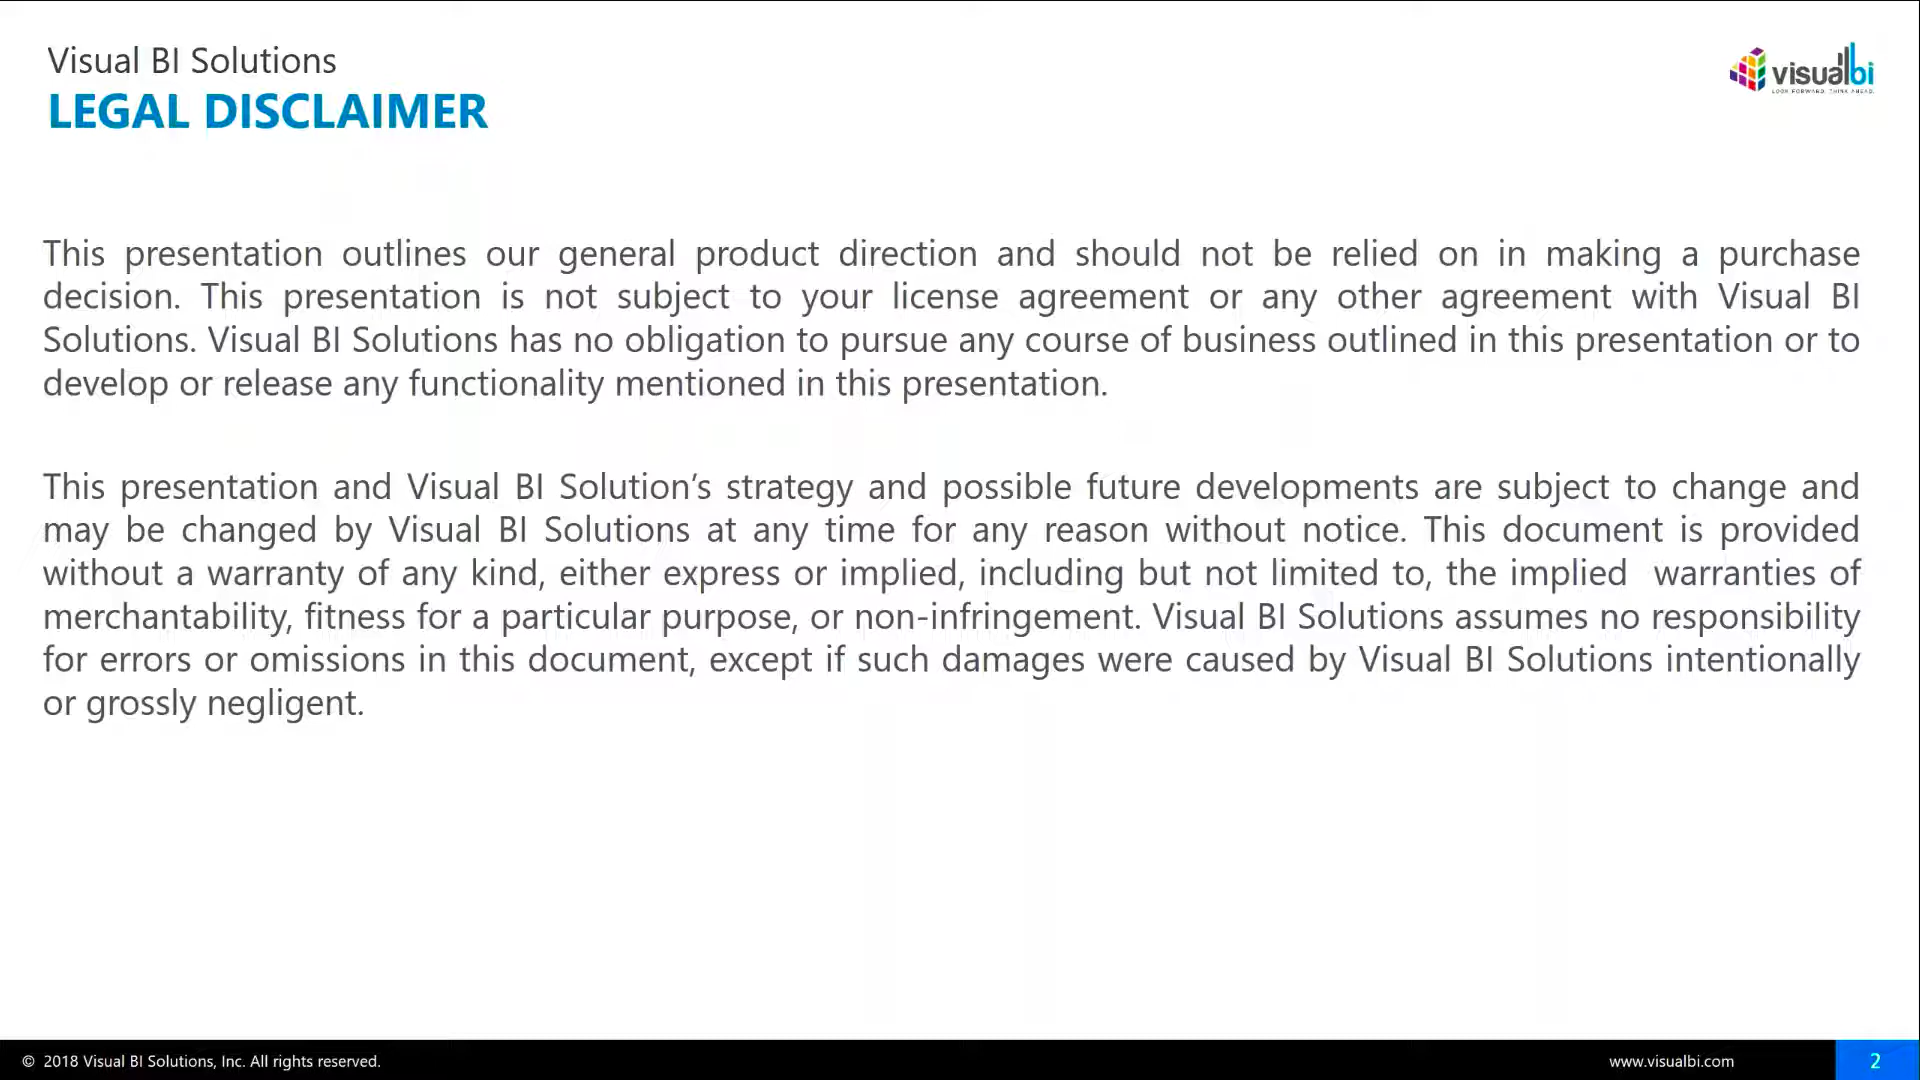 Visual BI Solutions
LEGAL DISCLAIMER
visualbi
LOOK FORWARD. THINK AHEAD.
This presentation outlines our general product direction and should not be relied on in making a purchase
decision. This presentation is not subject to your license agreement or any other agreement with Visual BI
Solutions. Visual BI Solutions has no obligation to pursue any course of business outlined in this presentation or to
develop or release any functionality mentioned in this presentation.
This presentation and Visual BI Solution’s strategy and possible future developments are subject to change and
may be changed by Visual BI Solutions at any time for any reason without notice. This document is provided
without a warranty of any kind, either express or implied, including but not limited to, the implied warranties of
merchantability, fitness for a particular purpose, or non-infringement. Visual BI Solutions assumes no responsibility
for errors or omissions in this document, except if such damages were caused by Visual BI Solutions intentionally
or grossly negligent.
© 2018 Visual BI Solutions, Inc. All rights reserved.
www.visualbi.com
2